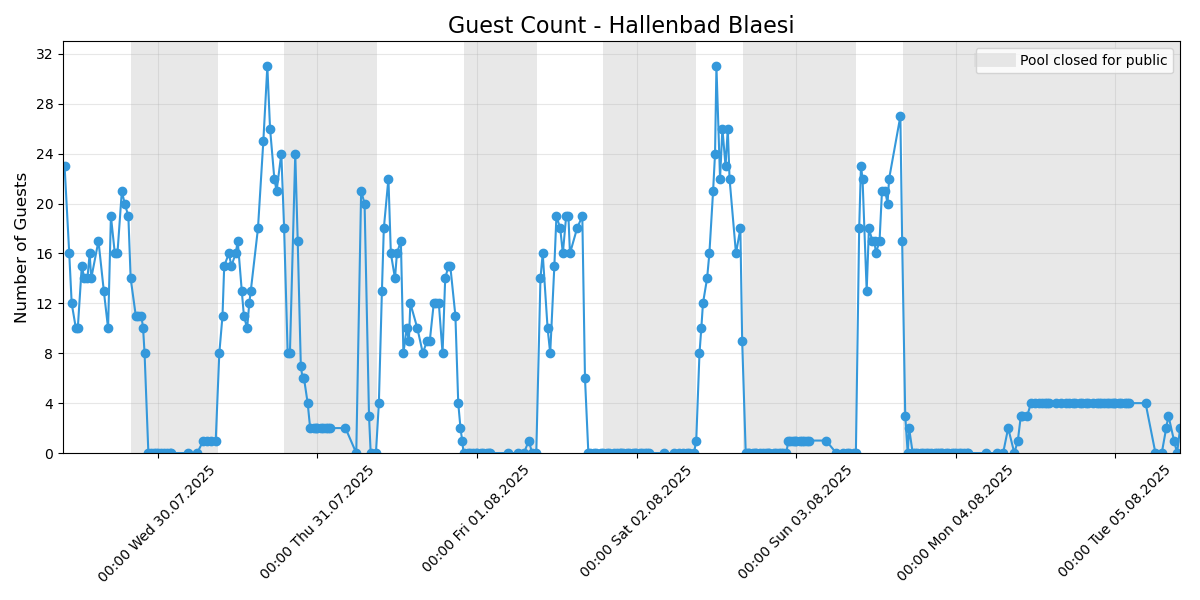 Guest Count - Hallenbad Blaesi
Pool closed for public
Number of Guests
32
28
24
20
16
12
8
4
0
00:00 Wed 30.07.2025
00:00 Thu 31.07.2025
00:00 Fri 01.08.2025
00:00 Sat 02.08.2025
00:00 Sun 03.08.2025
00:00 Mon 04.08.2025
00:00 Tue 05.08.2025